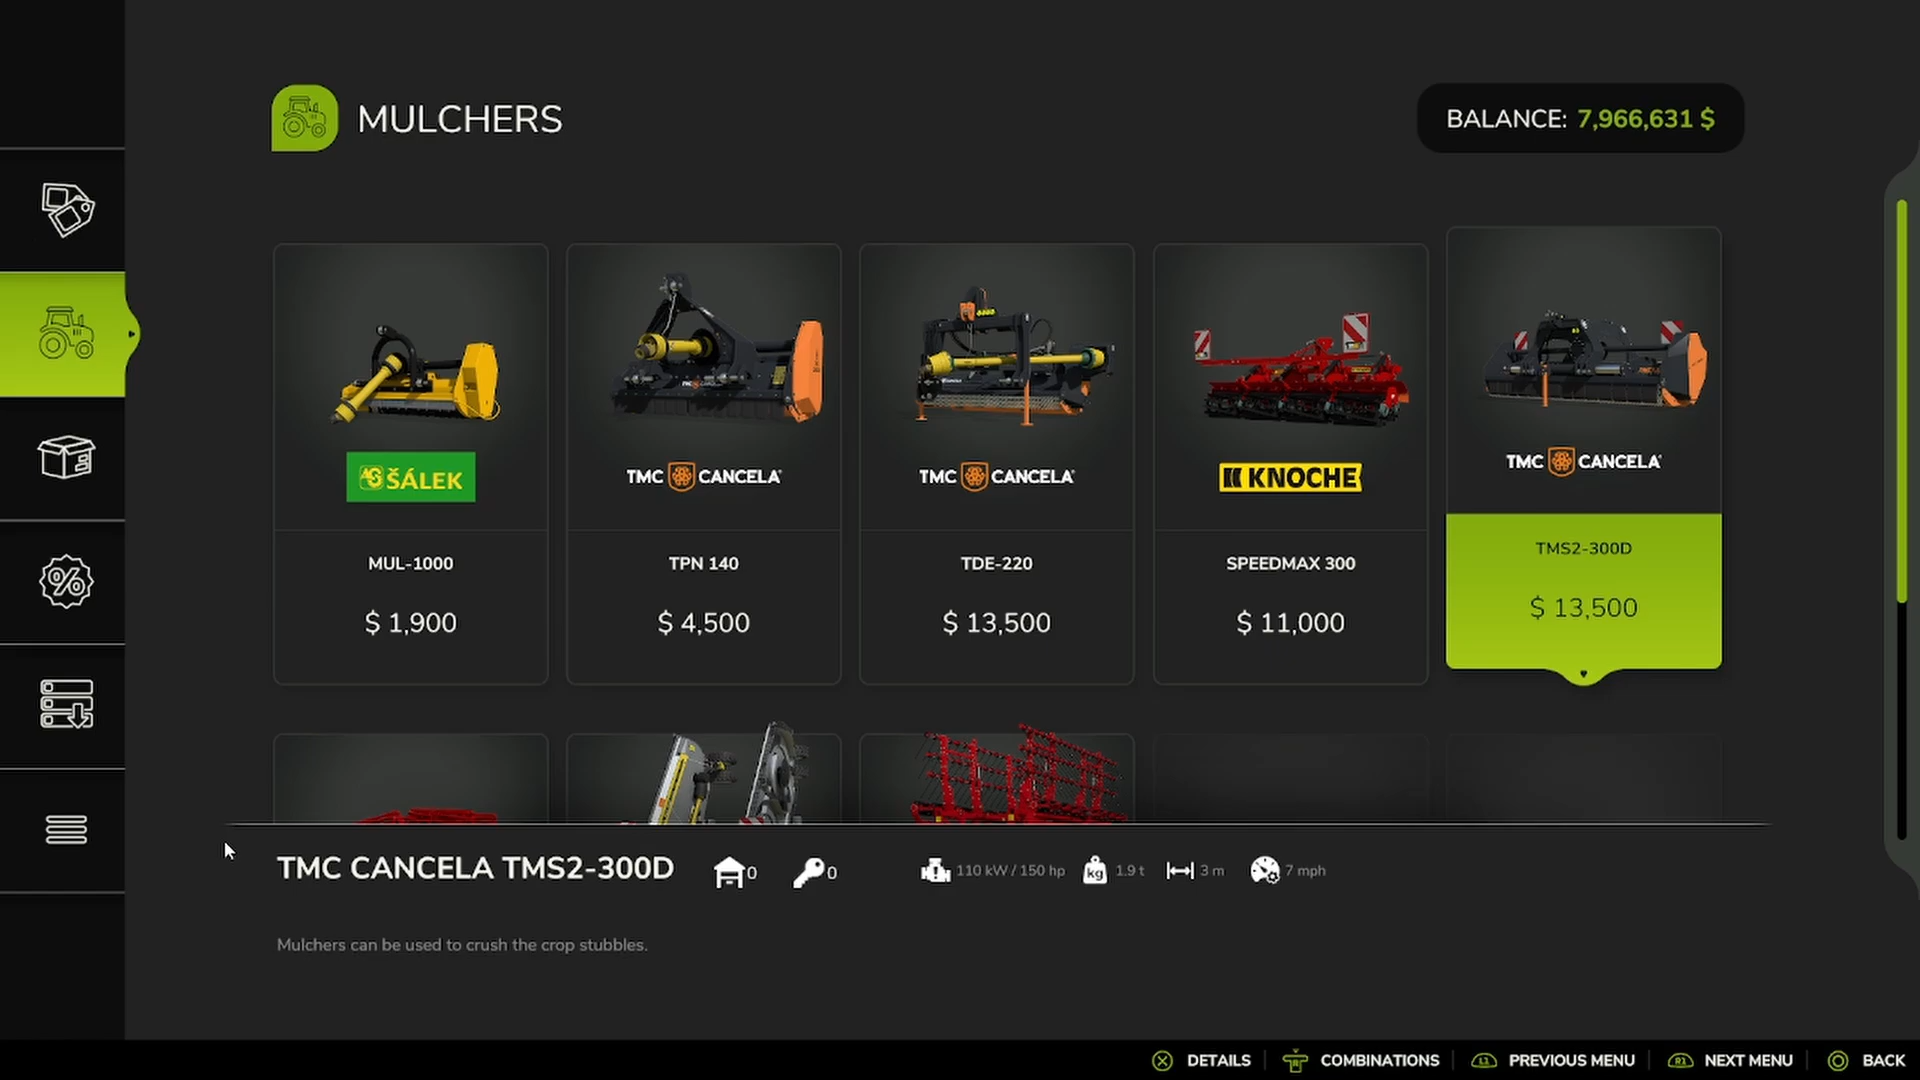 MULCHERS
BALANCE: 7,966,631 $
ŠÁLEK
TMC CANCELA
TMC CANCELA
KNOCHE
TMC CANCELA
MUL-1000
TPN 140
TDE-220
SPEEDMAX 300
TMS2-300D
$ 1,900
$ 4,500
$ 13,500
$ 11,000
$ 13,500
TMC CANCELA TMS2-300D
0
0
110 kW / 150 hp
kg
1.9 t
3 m
7 mph
Mulchers can be used to crush the crop stubbles.
DETAILS
COMBINATIONS
L1
PREVIOUS MENU
R1
NEXT MENU
BACK